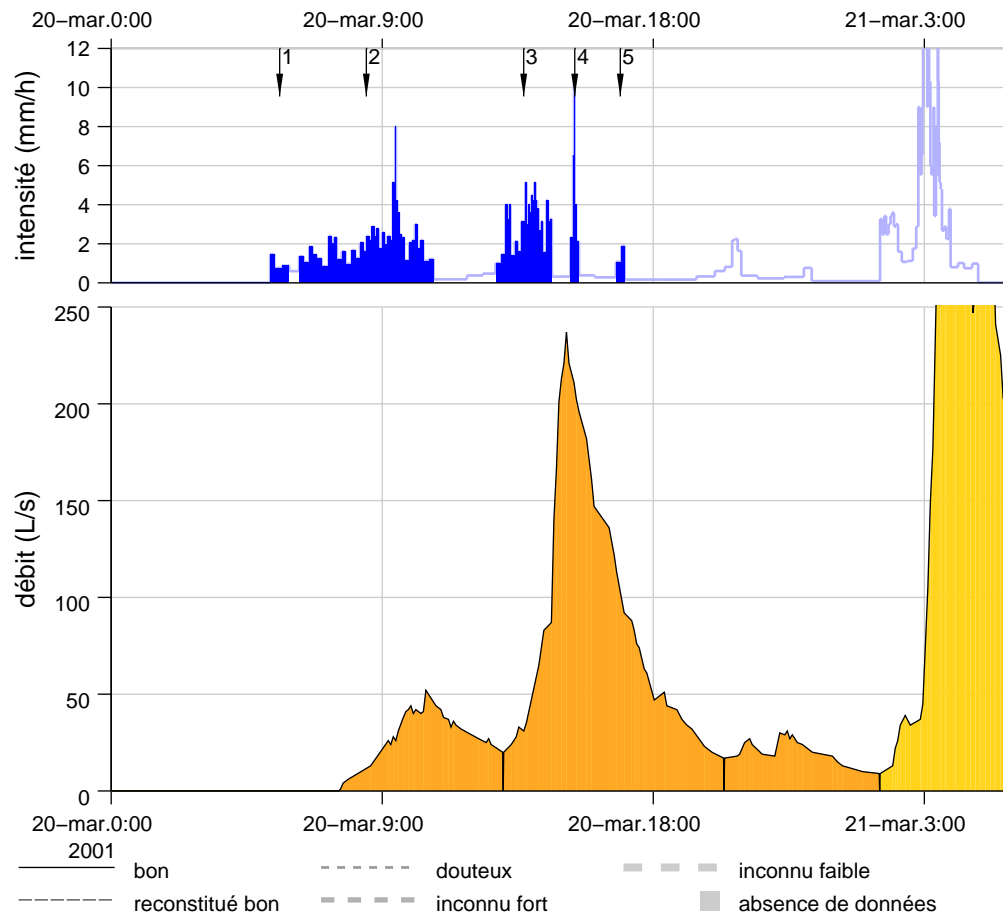 20−mar.0:00 20−mar.9:00 20−mar.18:00 21−mar.3:00
12
10
8
6
4
2
0
intensité (mm/h)
1 2 3 4 5
250
200
150
100
50
0
débit (L/s)
20−mar.0:00 20−mar.9:00 20−mar.18:00 21−mar.3:00
2001
bon douteux inconnu faible
reconstitué bon inconnu fort absence de données